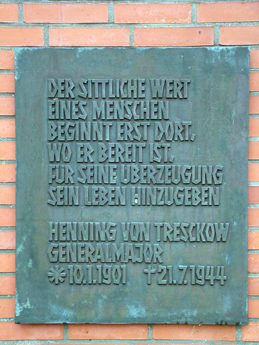 DER SITTLICHE WERT
EINES MENSCHEN
BEGINNT ERST DORT,
WO ER BEREIT IST,
FÜR SEINE ÜBERZEUGUNG
SEIN LEBEN HINZUGEBEN
HENNING VON TRESCKOW
GENERALMAJOR
✻ 10.1.1901 ✝ 21.7.1944